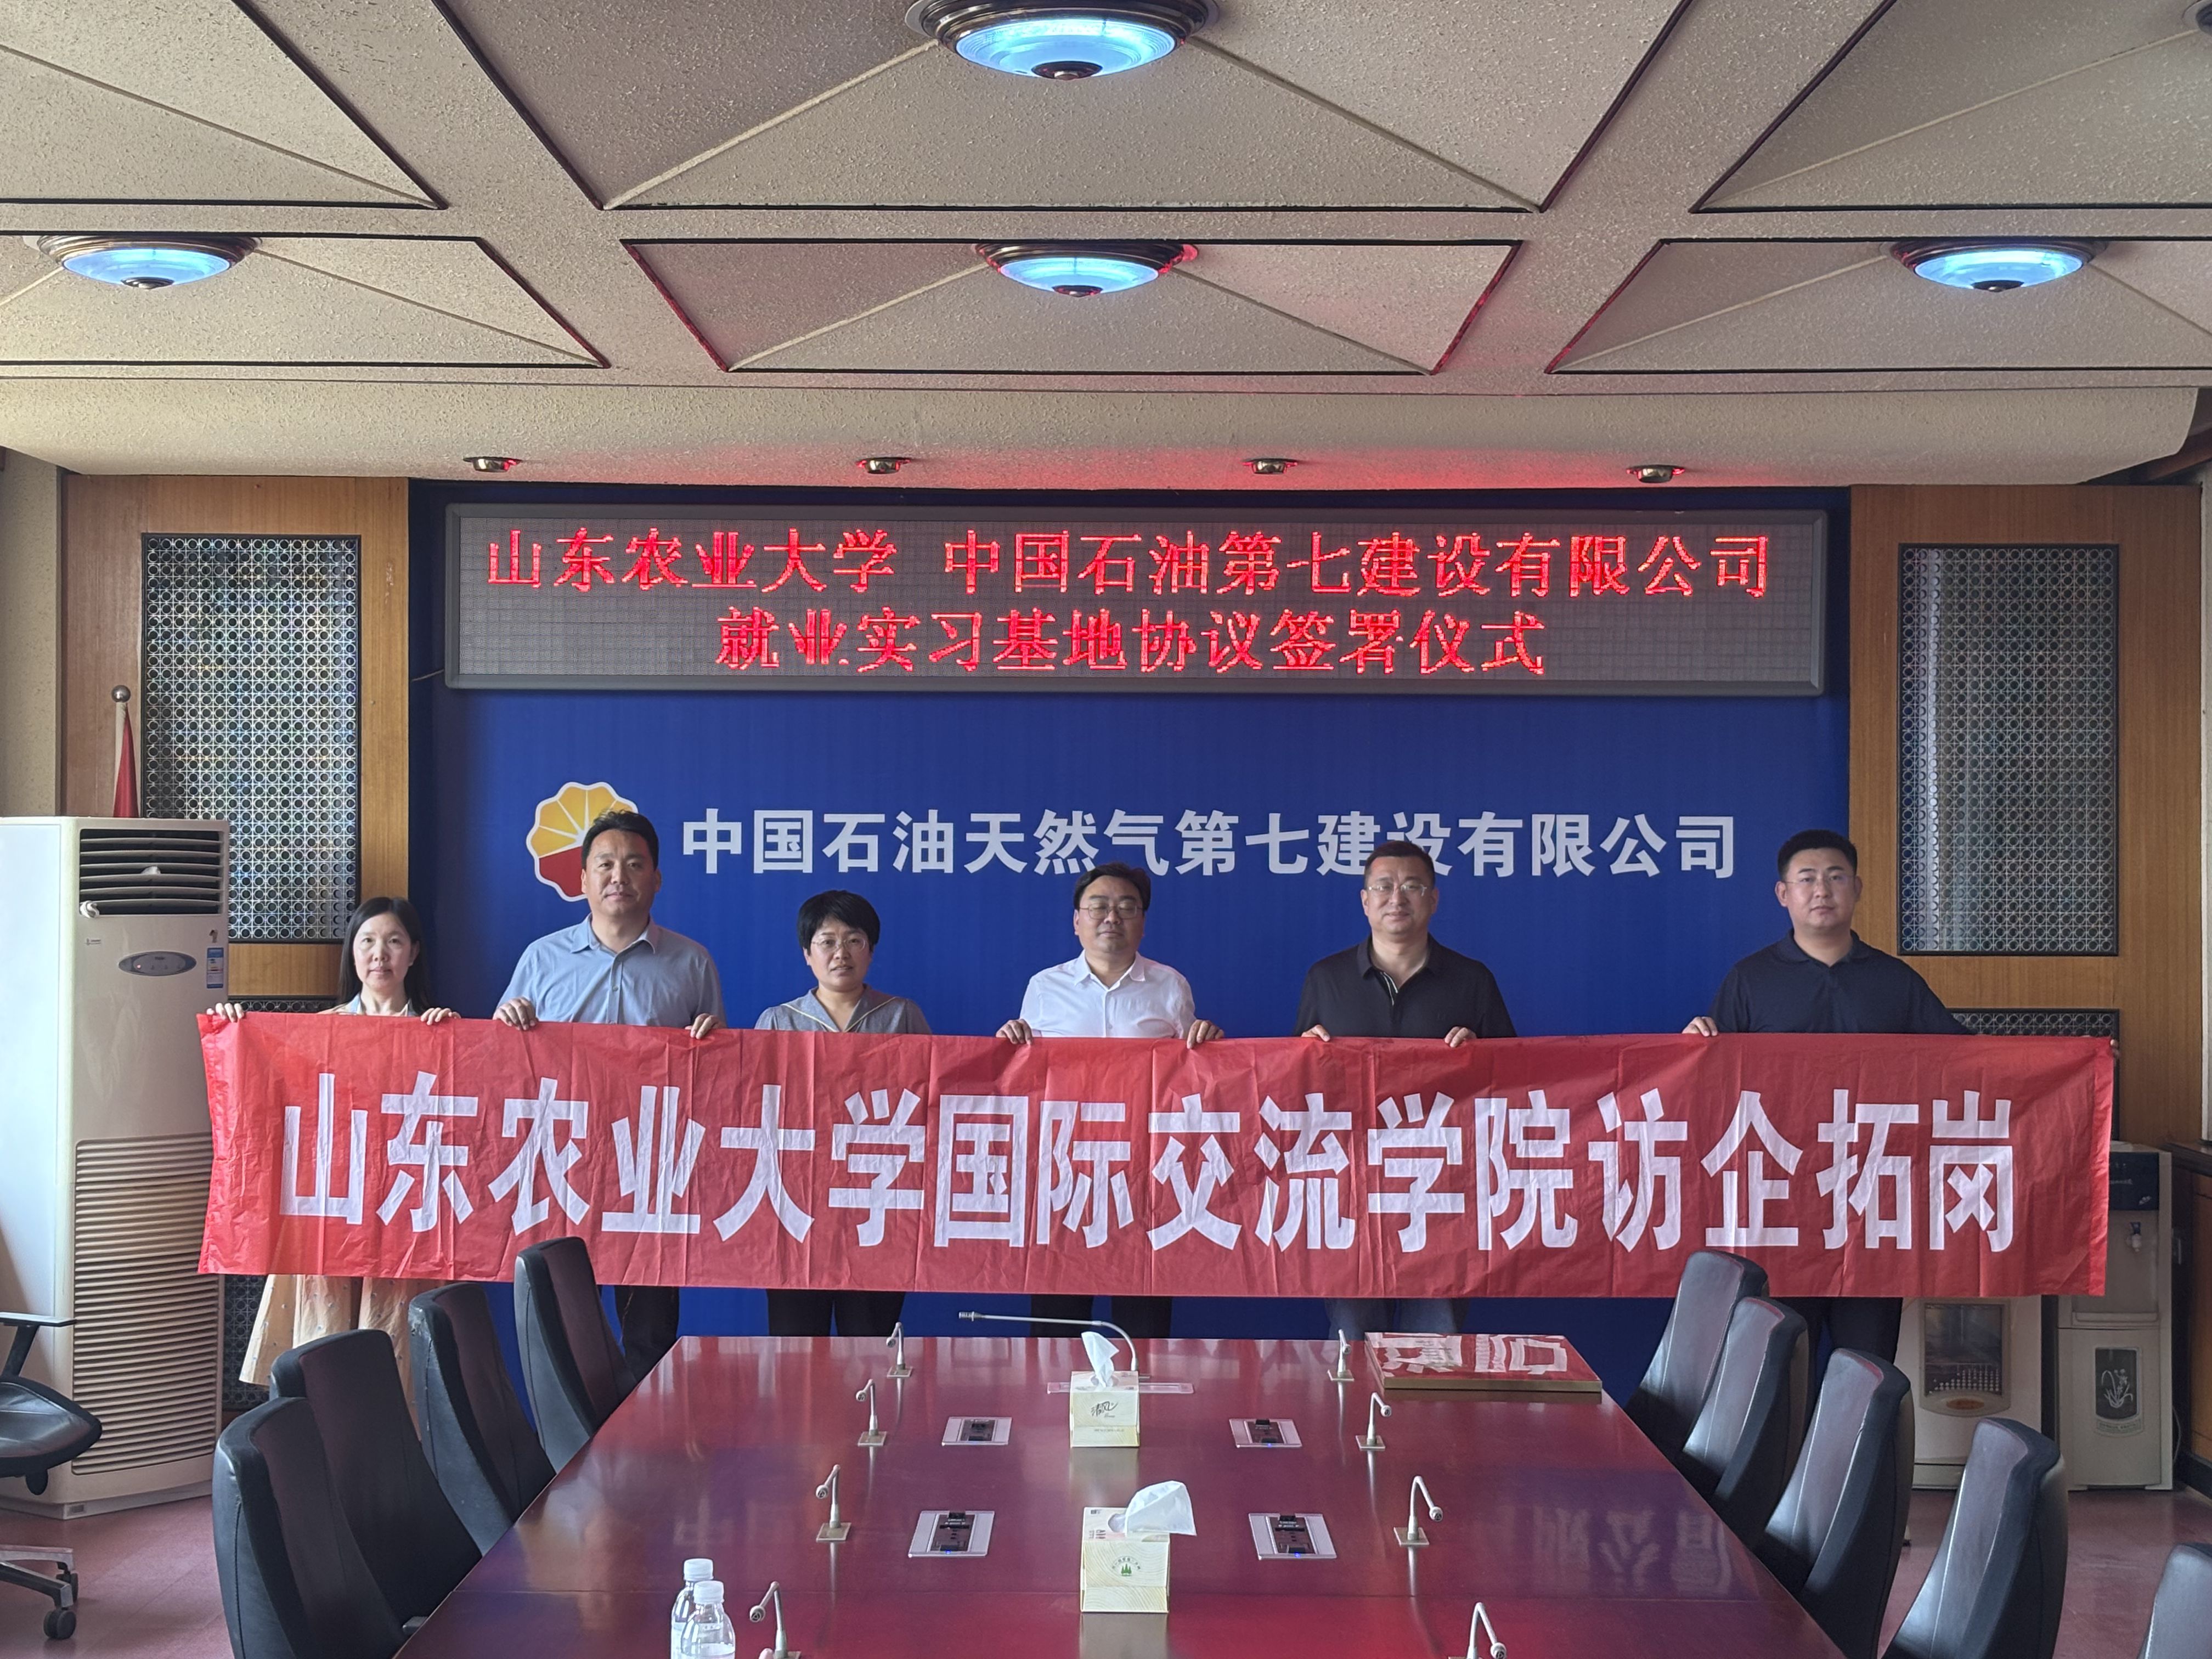 山东农业大学 中国石油第七建设有限公司
就业实习基地协议签署仪式
中国石油天然气第七建设有限公司
山东农业大学国际交流学院访企拓岗